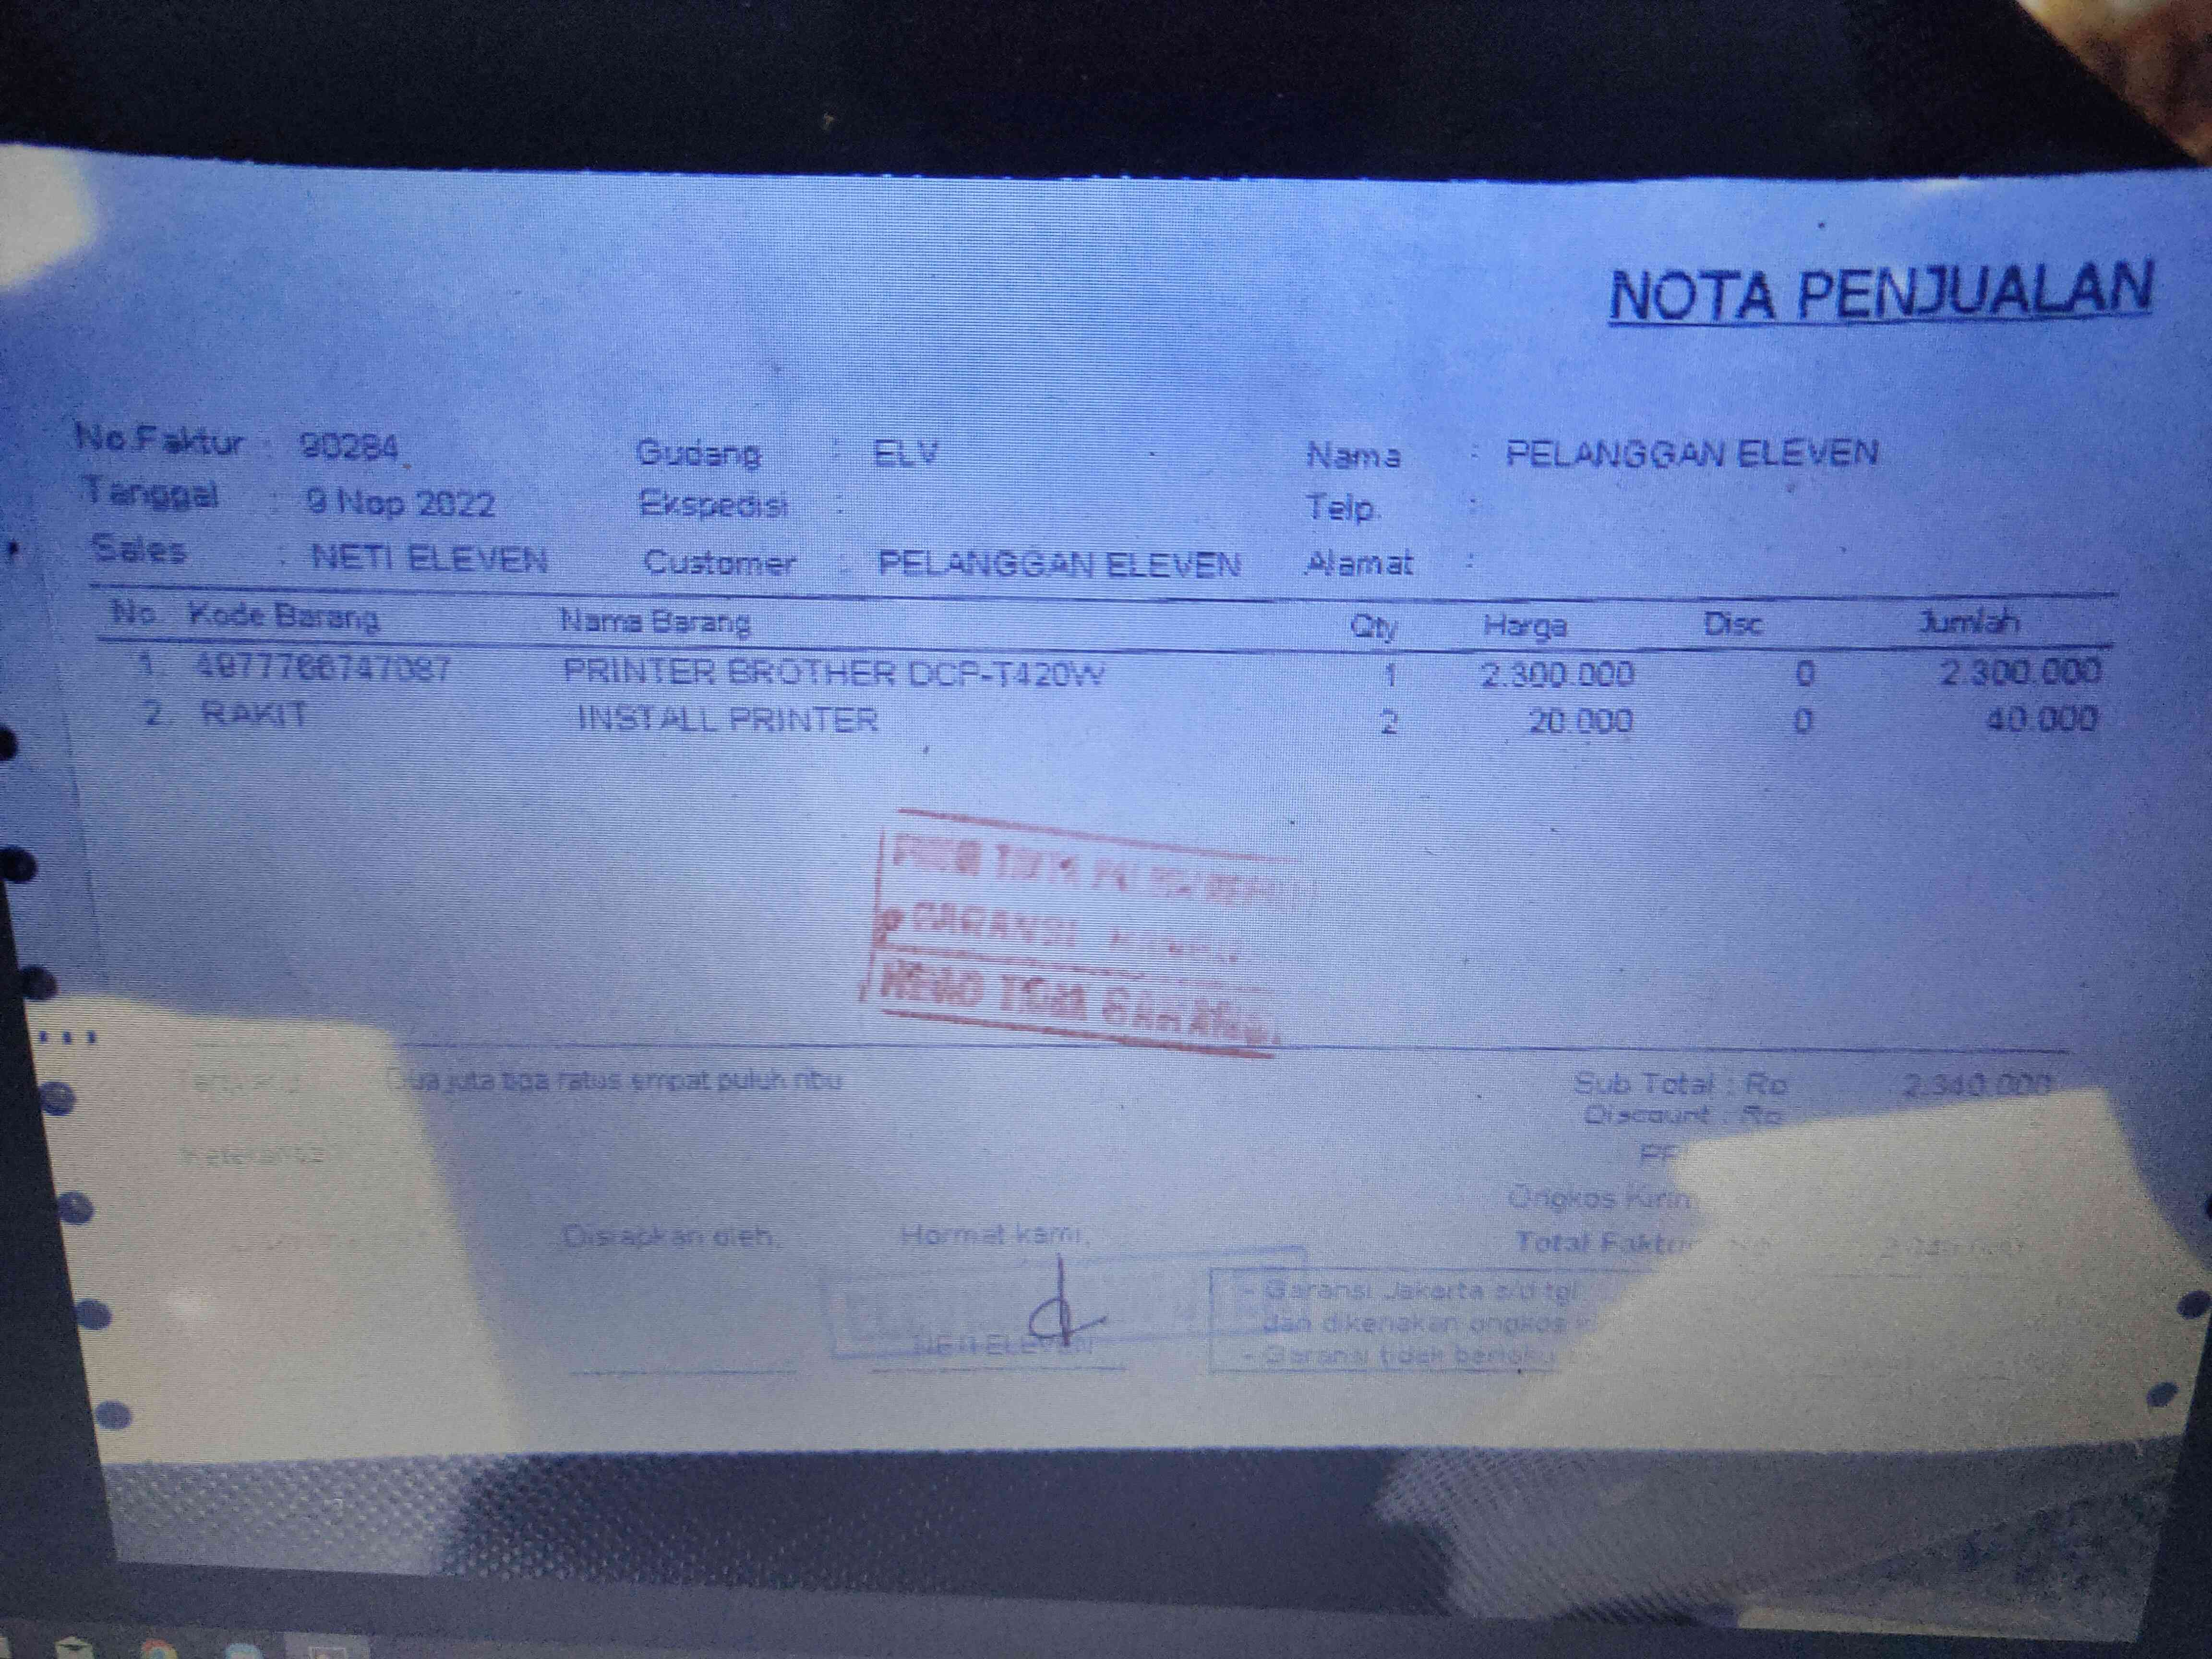 NOTA PENJUALAN
No.Faktur : 90284 Gudang : ELV Nama : PELANGGAN ELEVEN
Tanggal : 9 Nop 2022 Ekspedisi : Telp. :
Sales : NETI ELEVEN Customer : PELANGGAN ELEVEN Alamat :
No Kode Barang Nama Barang Qty Harga Disc Jumlah
1. 4977766747087 PRINTER BROTHER DCP-T420W 1 2.300.000 0 2.300.000
2. RAKIT INSTALL PRINTER 2 20.000 0 40.000
GARANSI
HEAD TIDAK
Dua juta tiga ratus empat puluh ribu Sub Total : Rp 2.340.000
Discount : Rp
Ongkos Kirim
Disiapkan oleh, Hormat kami, Total Faktur
- Garansi Jakarta s/d tgl
dan dikenakan ongkos
NETI ELEVEN
- Garansi tidak berlaku